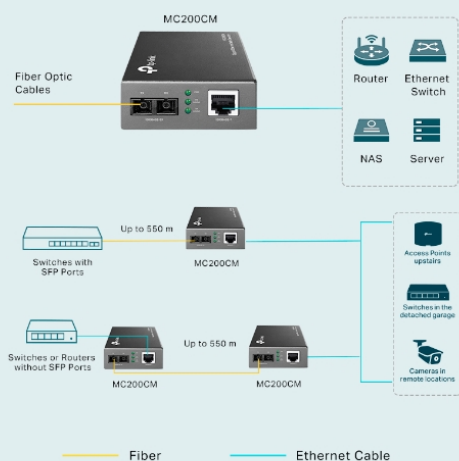 MC200CM
Fiber Optic
Cables
tp-link
Router
Ethernet
Switch
NAS
Server
Up to 550 m
Switches with
SFP Ports
MC200CM
Access Points
upstairs
Switches in the
detached garage
Up to 550 m
Switches or Routers
without SFP Ports
MC200CM
MC200CM
Cameras in
remote locations
Fiber
Ethernet Cable